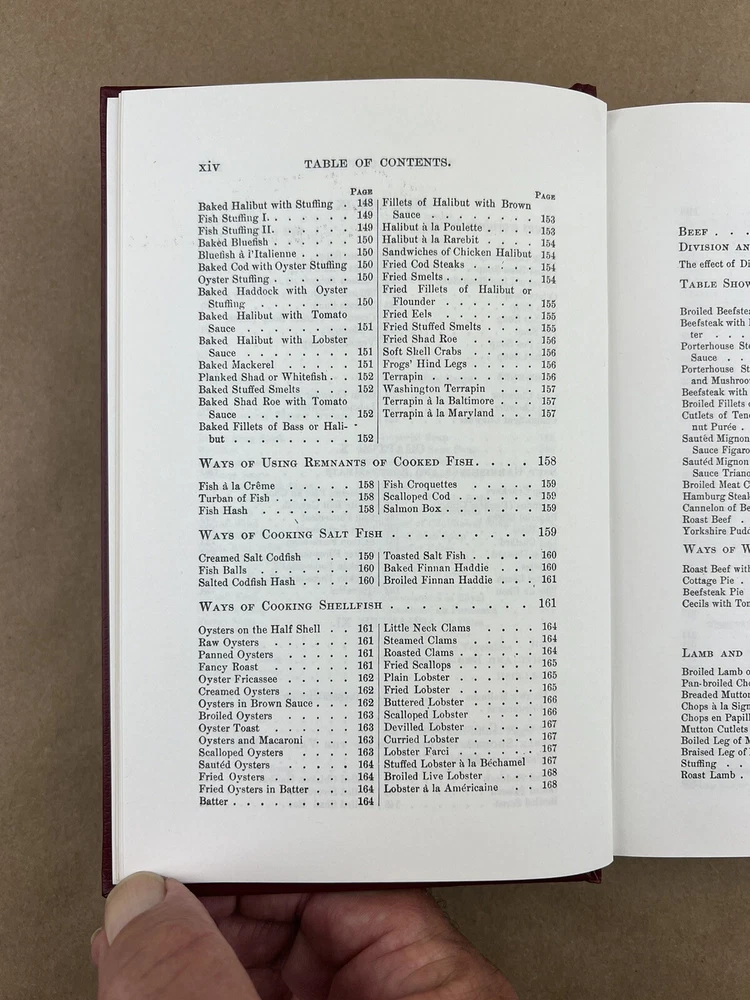 xiv TABLE OF CONTENTS.
PAGE
Baked Halibut with Stuffing . 148
Fish Stuffing I. . . . . . . 149
Fish Stuffing II. . . . . . . 149
Baked Bluefish . . . . . . . 150
Bluefish à l'Italienne . . . . 150
Baked Cod with Oyster Stuffing 150
Oyster Stuffing . . . . . . . 150
Baked Haddock with Oyster
Stuffing . . . . . . . . 150
Baked Halibut with Tomato
Sauce . . . . . . . . . 151
Baked Halibut with Lobster
Sauce . . . . . . . . . 151
Baked Mackerel . . . . . . 151
Planked Shad or Whitefish . . 152
Baked Stuffed Smelts . . . . 152
Baked Shad Roe with Tomato
Sauce . . . . . . . . . 152
Baked Fillets of Bass or Hali-
but . . . . . . . . . 152
PAGE
Fillets of Halibut with Brown
Sauce . . . . . . . 153
Halibut à la Poulette . . . . 153
Halibut à la Rarebit . . . . 154
Sandwiches of Chicken Halibut 154
Fried Cod Steaks . . . . . . 154
Fried Smelts . . . . . . . . 154
Fried Fillets of Halibut or
Flounder . . . . . . . 155
Fried Eels . . . . . . . . 155
Fried Stuffed Smelts . . . . 155
Fried Shad Roe . . . . . . 156
Soft Shell Crabs . . . . . . 156
Frogs' Hind Legs . . . . . . 156
Terrapin . . . . . . . . . 156
Washington Terrapin . . . . 157
Terrapin à la Baltimore . . . 157
Terrapin à la Maryland . . . 157
WAYS OF USING REMNANTS OF COOKED FISH . . . . 158
Fish à la Crême . . . . . . 158
Turban of Fish . . . . . . . 158
Fish Hash . . . . . . . . 158
Fish Croquettes . . . . . . 159
Scalloped Cod . . . . . . . 159
Salmon Box . . . . . . . . 159
WAYS OF COOKING SALT FISH . . . . . . . . . 159
Creamed Salt Codfish . . . 159
Fish Balls . . . . . . . . 160
Salted Codfish Hash . . . . 160
Toasted Salt Fish . . . . . 160
Baked Finnan Haddie . . . . 160
Broiled Finnan Haddie . . . 161
WAYS OF COOKING SHELLFISH . . . . . . . . . 161
Oysters on the Half Shell . . 161
Raw Oysters . . . . . . . 161
Panned Oysters . . . . . . 161
Fancy Roast . . . . . . . 161
Oyster Fricassee . . . . . . 162
Creamed Oysters . . . . . . 162
Oysters in Brown Sauce . . . 162
Broiled Oysters . . . . . . 163
Oyster Toast . . . . . . . 163
Oysters and Macaroni . . . 163
Scalloped Oysters . . . . . 163
Sautéd Oysters . . . . . . 164
Fried Oysters . . . . . . . 164
Fried Oysters in Batter . . . 164
Batter . . . . . . . . . . 164
Little Neck Clams . . . . . 164
Steamed Clams . . . . . . 164
Roasted Clams . . . . . . . 164
Fried Scallops . . . . . . . 165
Plain Lobster . . . . . . . 165
Fried Lobster . . . . . . . 165
Buttered Lobster . . . . . . 166
Scalloped Lobster . . . . . 166
Devilled Lobster . . . . . . 167
Curried Lobster . . . . . . 167
Lobster Farci . . . . . . . 167
Stuffed Lobster à la Béchamel 167
Broiled Live Lobster . . . . 168
Lobster à la Américaine . . 168
BEEF . . .
DIVISION AN
The effect of Di
TABLE SHOW
Broiled Beefstea
Beefsteak with
ter . . .
Porterhouse Ste
Sauce . .
Porterhouse St
and Mushroo
Beefsteak with
Broiled Fillets
Cutlets of Ten
nut Purée .
Sautéd Mignon
Sauce Figaro
Sautéd Mignon
Sauce Triano
Broiled Meat C
Hamburg Steak
Cannelon of Be
Roast Beef .
Yorkshire Pudd
WAYS OF W
Roast Beef with
Cottage Pie .
Beefsteak Pie
Cecils with Tom
LAMB AND
Broiled Lamb o
Pan-broiled Cho
Breaded Mutton
Chops à la Sign
Chops en Papill
Mutton Cutlets
Boiled Leg of M
Braised Leg of
Stuffing . .
Roast Lamb .